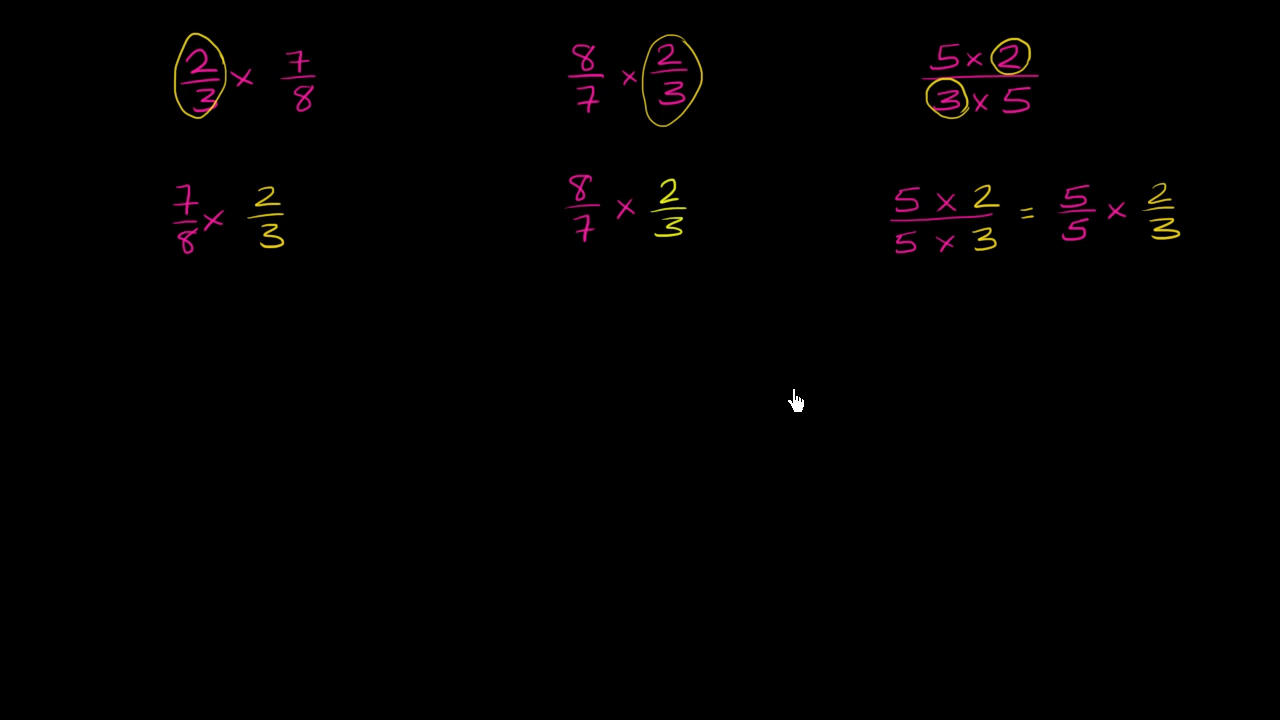 2/3 × 7/8    8/7 × 2/3    (5 × 2)/(3 × 5)
7/8 × 2/3    8/7 × 2/3    (5 × 2)/(5 × 3) = 5/5 × 2/3